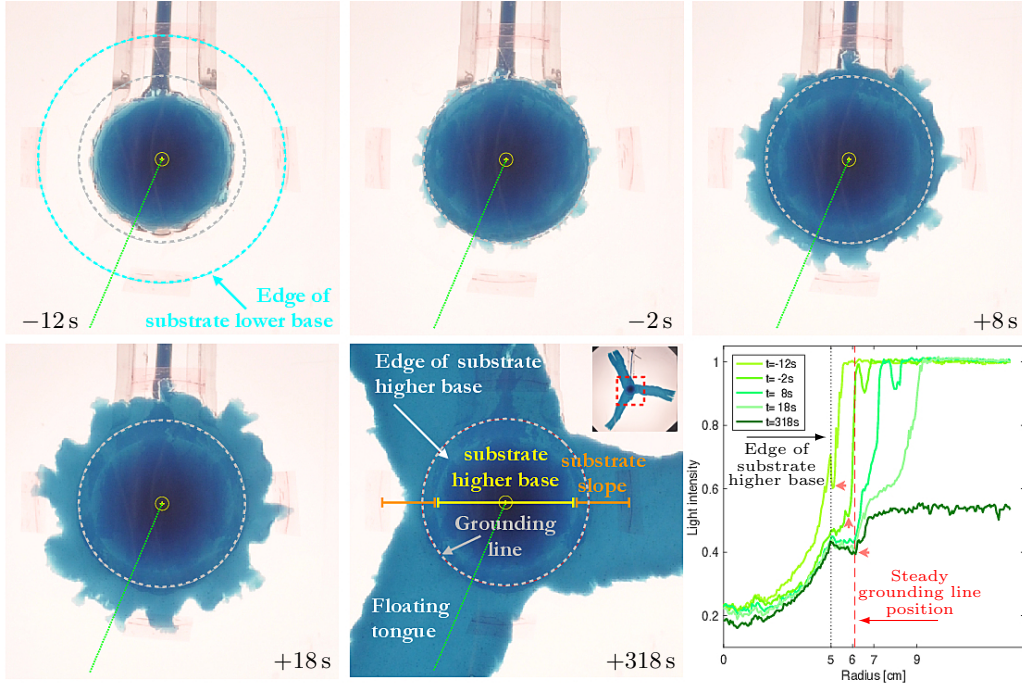 −12 s
Edge of
substrate lower base
−2 s
+8 s
+18 s
Edge of substrate
higher base
substrate
higher base
substrate
slope
Grounding
line
Floating
tongue
+318 s
1
0.8
0.6
0.4
0.2
Light intensity
t=-12s
t= -2s
t= 8s
t= 18s
t=318s
Edge of
substrate
higher base
Steady
grounding line
position
0
5
6
7
9
Radius [cm]